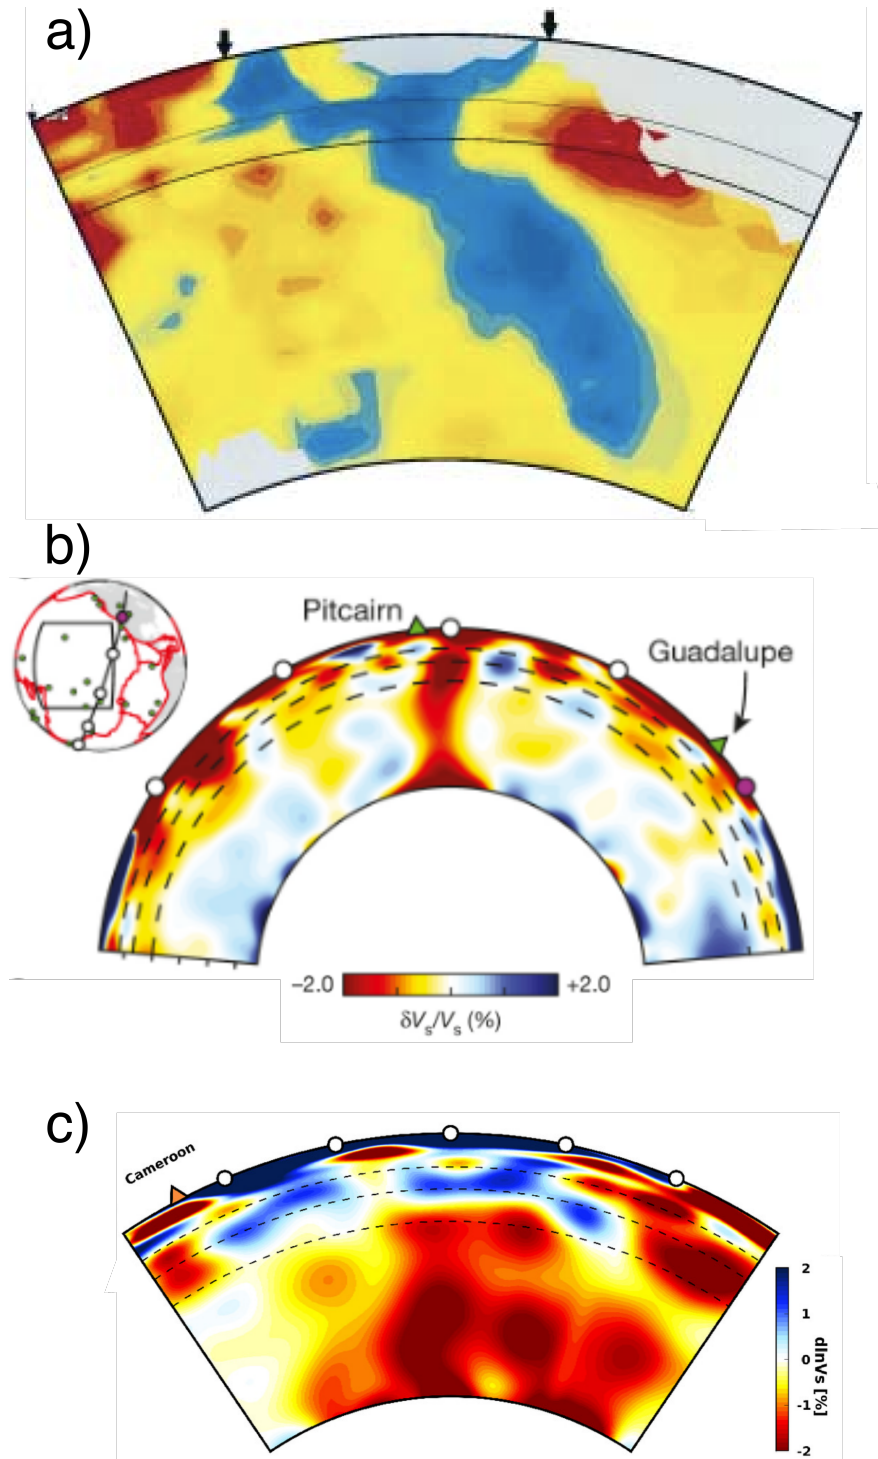 a)
b)
Pitcairn
Guadalupe
−2.0
+2.0
δVs/Vs (%)
c)
Cameroon
2
1
0
-1
-2
dlnVs [%]